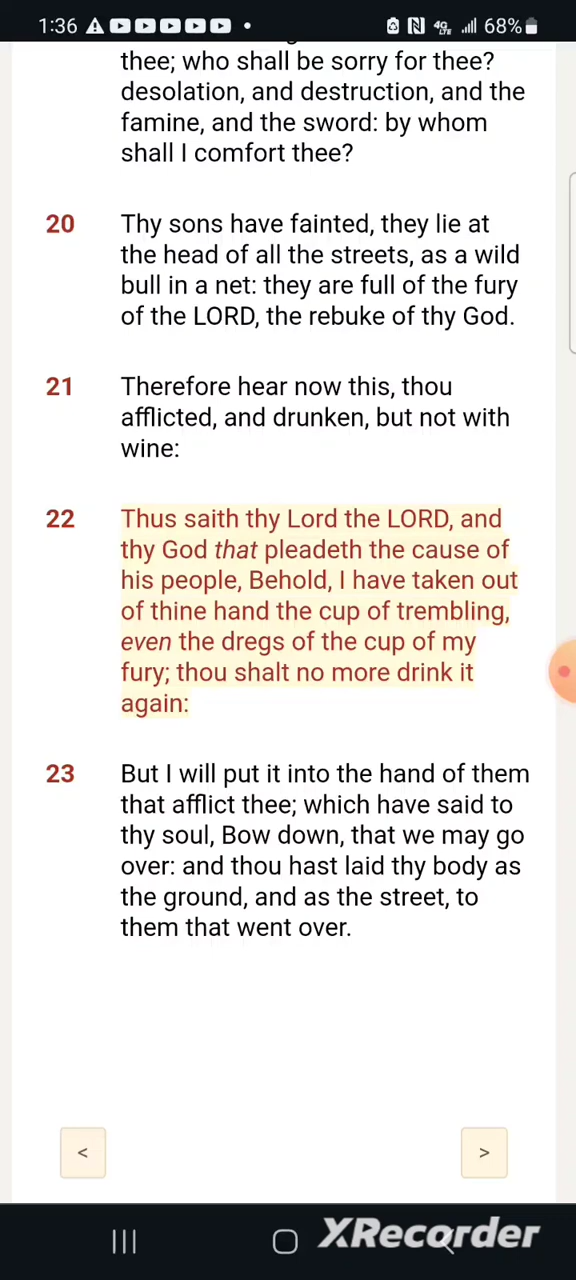 1:36
4G
LTE
68%
thee; who shall be sorry for thee?
desolation, and destruction, and the
famine, and the sword: by whom
shall I comfort thee?
20 Thy sons have fainted, they lie at
the head of all the streets, as a wild
bull in a net: they are full of the fury
of the LORD, the rebuke of thy God.
21 Therefore hear now this, thou
afflicted, and drunken, but not with
wine:
22 Thus saith thy Lord the LORD, and
thy God that pleadeth the cause of
his people, Behold, I have taken out
of thine hand the cup of trembling,
even the dregs of the cup of my
fury; thou shalt no more drink it
again:
23 But I will put it into the hand of them
that afflict thee; which have said to
thy soul, Bow down, that we may go
over: and thou hast laid thy body as
the ground, and as the street, to
them that went over.
< >
XRecorder